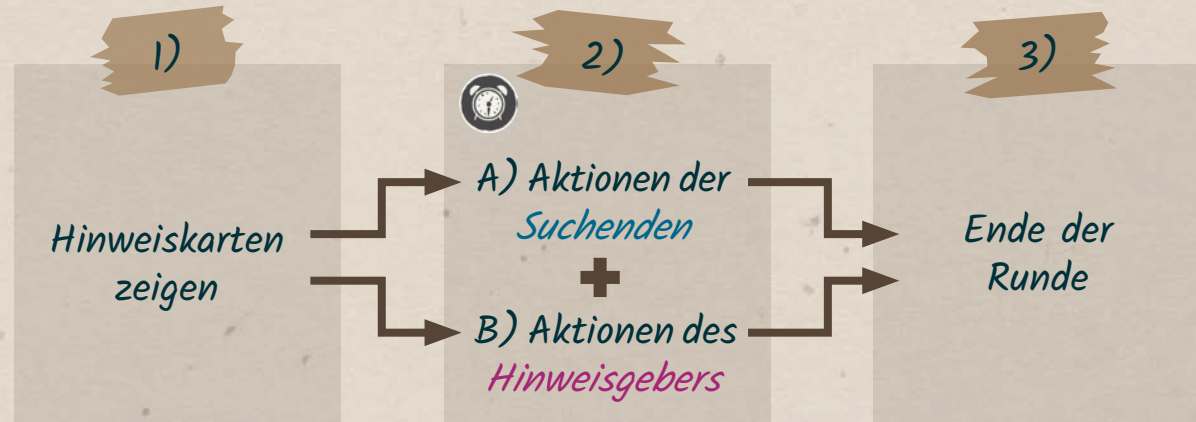 1)
Hinweiskarten
zeigen
2)
A) Aktionen der
Suchenden
+
B) Aktionen des
Hinweisgebers
3)
Ende der
Runde